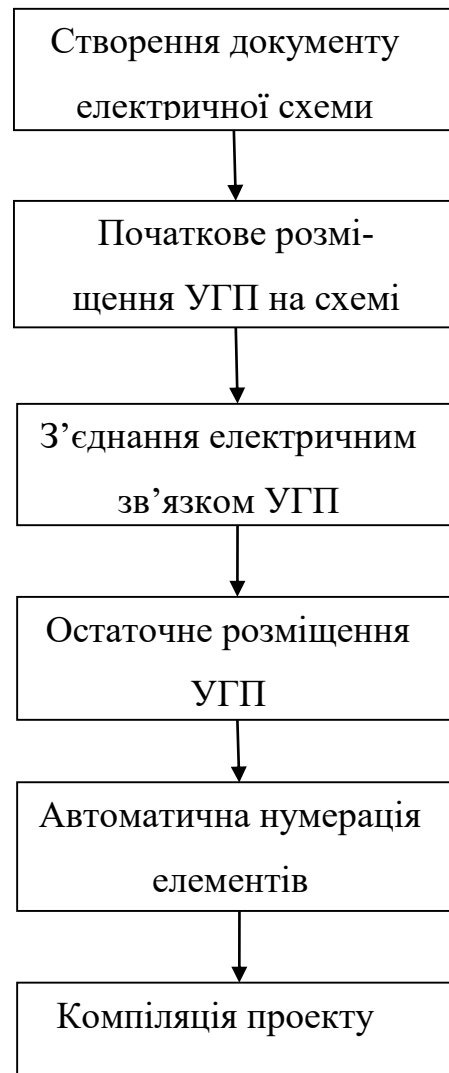 Створення документу
електричної схеми
Початкове розмі-
щення УГП на схемі
З’єднання електричним
зв’язком УГП
Остаточне розміщення
УГП
Автоматична нумерація
елементів
Компіляція проекту